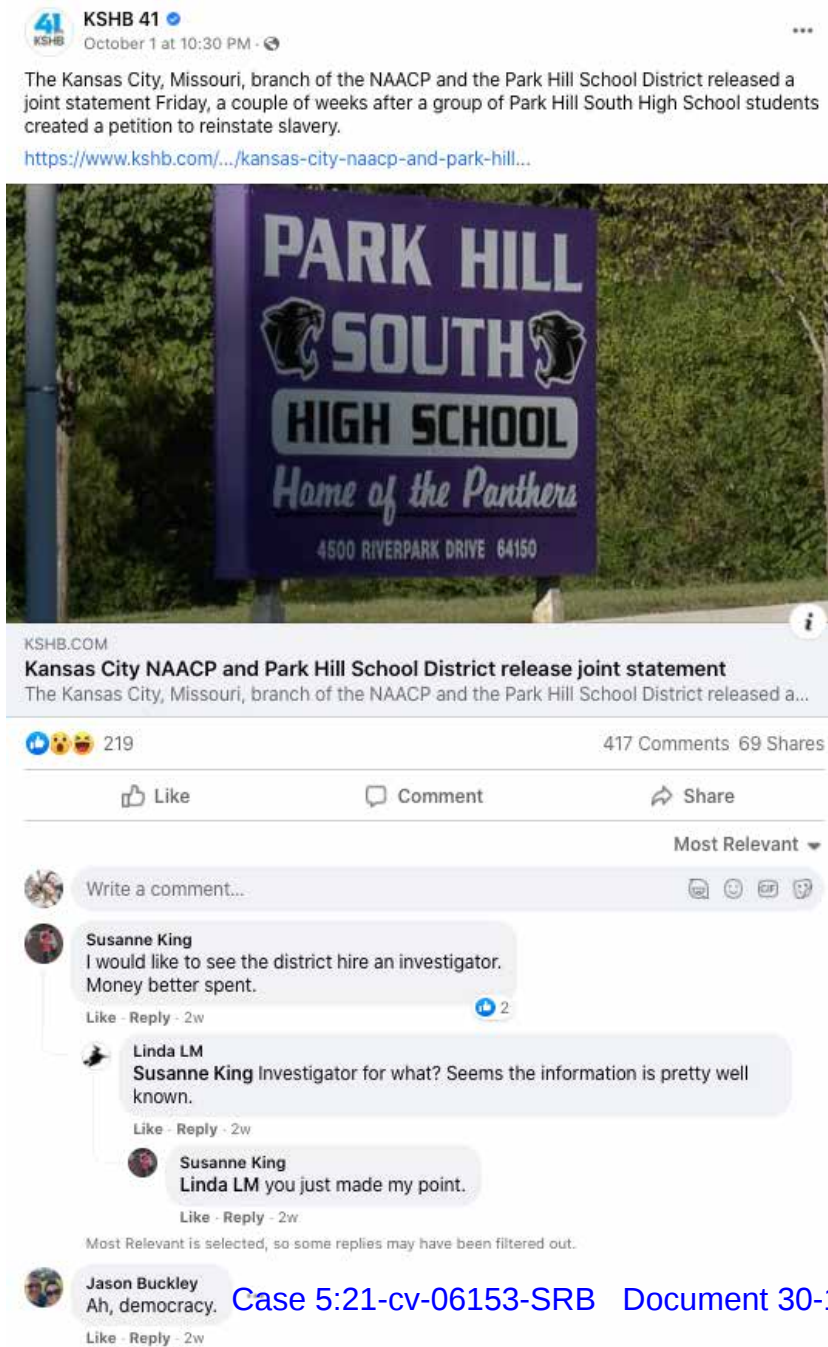 41
KSHB
KSHB 41
October 1 at 10:30 PM ·
The Kansas City, Missouri, branch of the NAACP and the Park Hill School District released a
joint statement Friday, a couple of weeks after a group of Park Hill South High School students
created a petition to reinstate slavery.
https://www.kshb.com/.../kansas-city-naacp-and-park-hill...
PARK HILL
SOUTH
HIGH SCHOOL
Home of the Panthers
4500 RIVERPARK DRIVE 64150
KSHB.COM
Kansas City NAACP and Park Hill School District release joint statement
The Kansas City, Missouri, branch of the NAACP and the Park Hill School District released a...
219
417 Comments 69 Shares
Like Comment Share
Most Relevant
Write a comment...
GIF
Susanne King
I would like to see the district hire an investigator.
Money better spent.
2
Like · Reply · 2w
Linda LM
Susanne King Investigator for what? Seems the information is pretty well
known.
Like · Reply · 2w
Susanne King
Linda LM you just made my point.
Like · Reply · 2w
Most Relevant is selected, so some replies may have been filtered out.
Jason Buckley
Ah, democracy.
Case 5:21-cv-06153-SRB Document 30-
Like · Reply · 2w